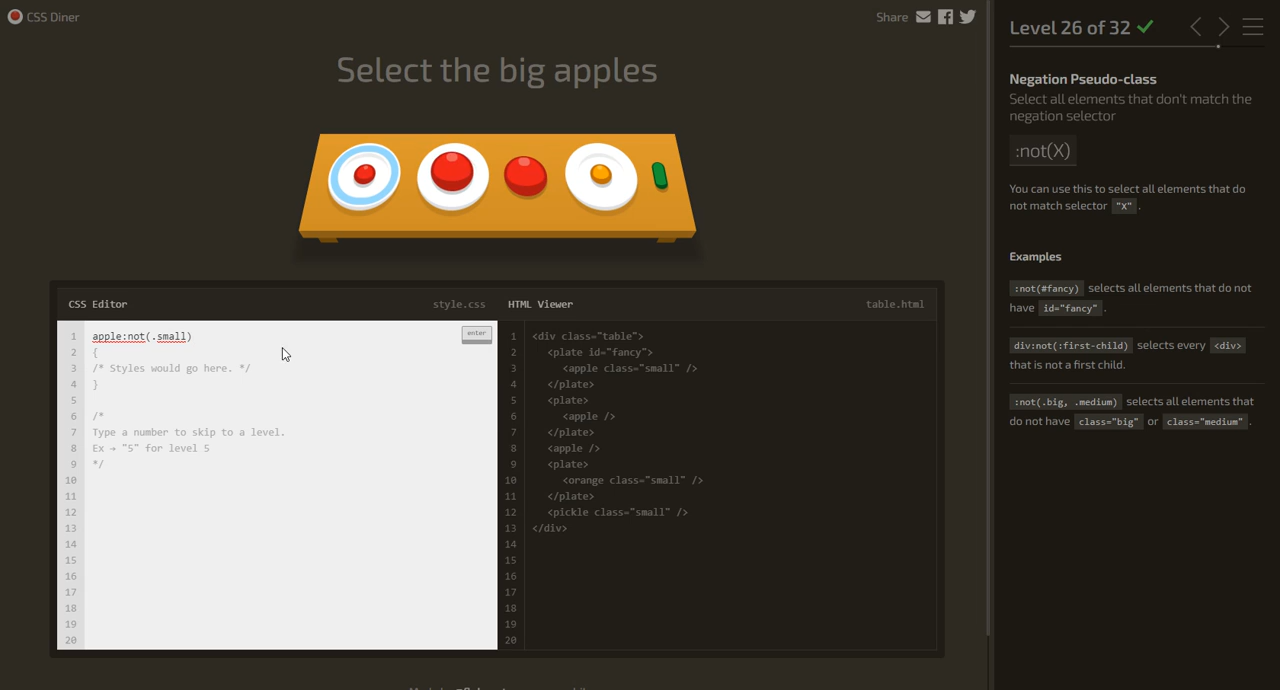 CSS Diner
Share
Select the big apples
CSS Editor
style.css
1 apple:not(.small)
2 {
3 /* Styles would go here. */
4 }
5
6 /*
7 Type a number to skip to a level.
8 Ex → "5" for level 5
9 */
10
11
12
13
14
15
16
17
18
19
20
enter
HTML Viewer
table.html
1 <div class="table">
2 <plate id="fancy">
3 <apple class="small" />
4 </plate>
5 <plate>
6 <apple />
7 </plate>
8 <apple />
9 <plate>
10 <orange class="small" />
11 </plate>
12 <pickle class="small" />
13 </div>
14
15
16
17
18
19
20
Level 26 of 32
Negation Pseudo-class
Select all elements that don't match the
negation selector
:not(X)
You can use this to select all elements that do
not match selector "X".
Examples
:not(#fancy) selects all elements that do not
have id="fancy".
div:not(:first-child) selects every <div>
that is not a first child.
:not(.big, .medium) selects all elements that
do not have class="big" or class="medium".